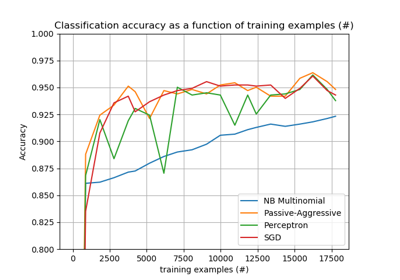 Classification accuracy as a function of training examples (#)
1.000
0.975
0.950
0.925
0.900
0.875
0.850
0.825
0.800
Accuracy
NB Multinomial
Passive-Aggressive
Perceptron
SGD
0 2500 5000 7500 10000 12500 15000 17500
training examples (#)